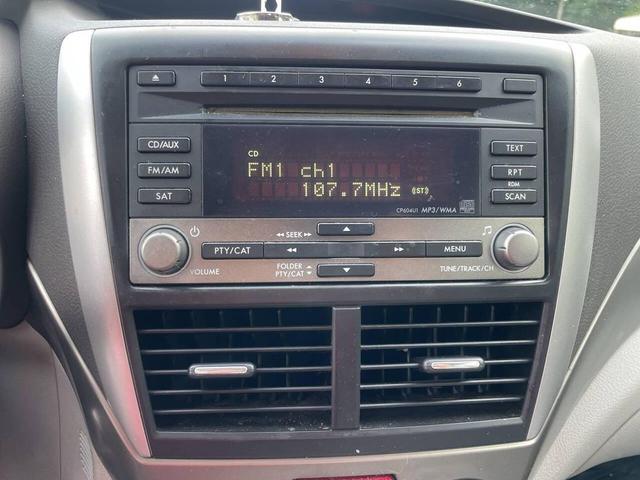 1 2 3 4 5 6
CD/AUX
FM/AM
SAT
CD
FM1 ch1
107.7MHz (ST)
CP604U1 MP3/WMA
TEXT
RPT
RDM
SCAN
SEEK
PTY/CAT
MENU
VOLUME
FOLDER
PTY/CAT
TUNE/TRACK/CH